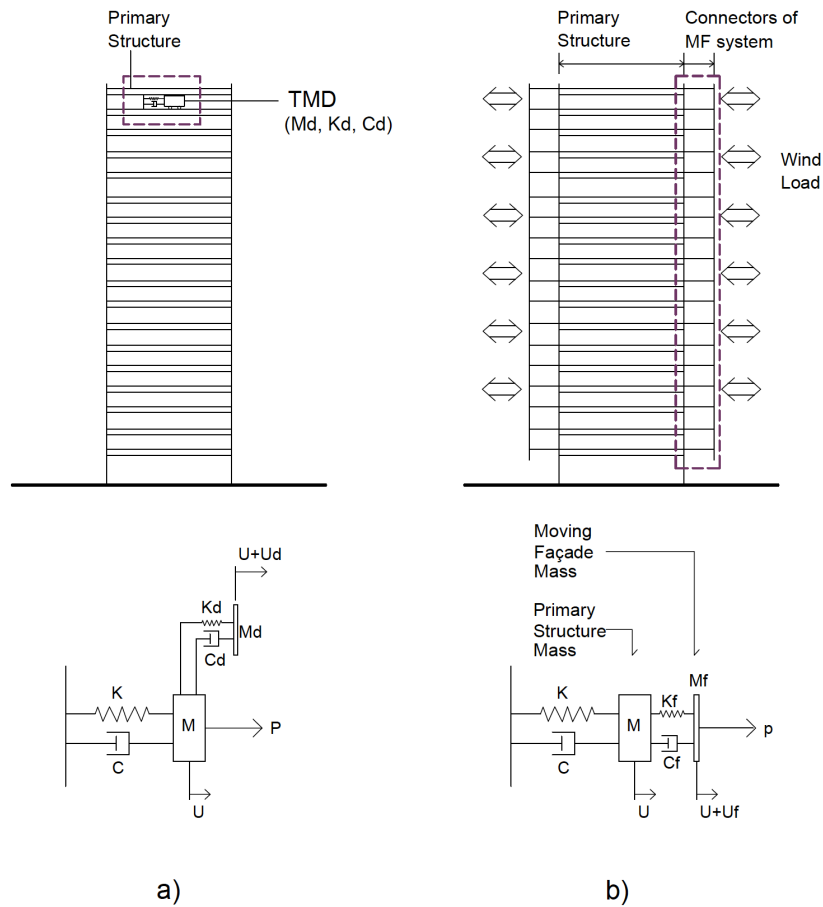 Primary
Structure
TMD
(Md, Kd, Cd)
Primary
Structure
Connectors of
MF system
Wind
Load
U+Ud
Kd
Md
Cd
K
M
P
C
U
a)
Moving
Façade
Mass
Primary
Structure
Mass
Mf
K
Kf
M
p
C
Cf
U
U+Uf
b)